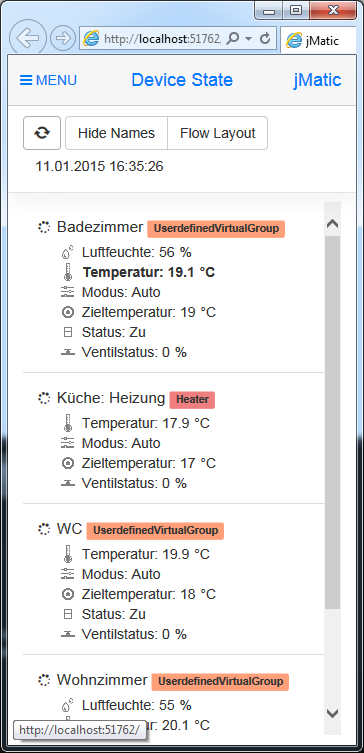 http://localhost:51762/
jMatic
MENU
Device State
jMatic
Hide Names
Flow Layout
11.01.2015 16:35:26
Badezimmer UserdefinedVirtualGroup
Luftfeuchte: 56 %
Temperatur: 19.1 °C
Modus: Auto
Zieltemperatur: 19 °C
Status: Zu
Ventilstatus: 0 %
Küche: Heizung Heater
Temperatur: 17.9 °C
Modus: Auto
Zieltemperatur: 17 °C
Ventilstatus: 0 %
WC UserdefinedVirtualGroup
Temperatur: 19.9 °C
Modus: Auto
Zieltemperatur: 18 °C
Status: Zu
Ventilstatus: 0 %
Wohnzimmer UserdefinedVirtualGroup
Luftfeuchte: 55 %
20.1 °C
http://localhost:51762/